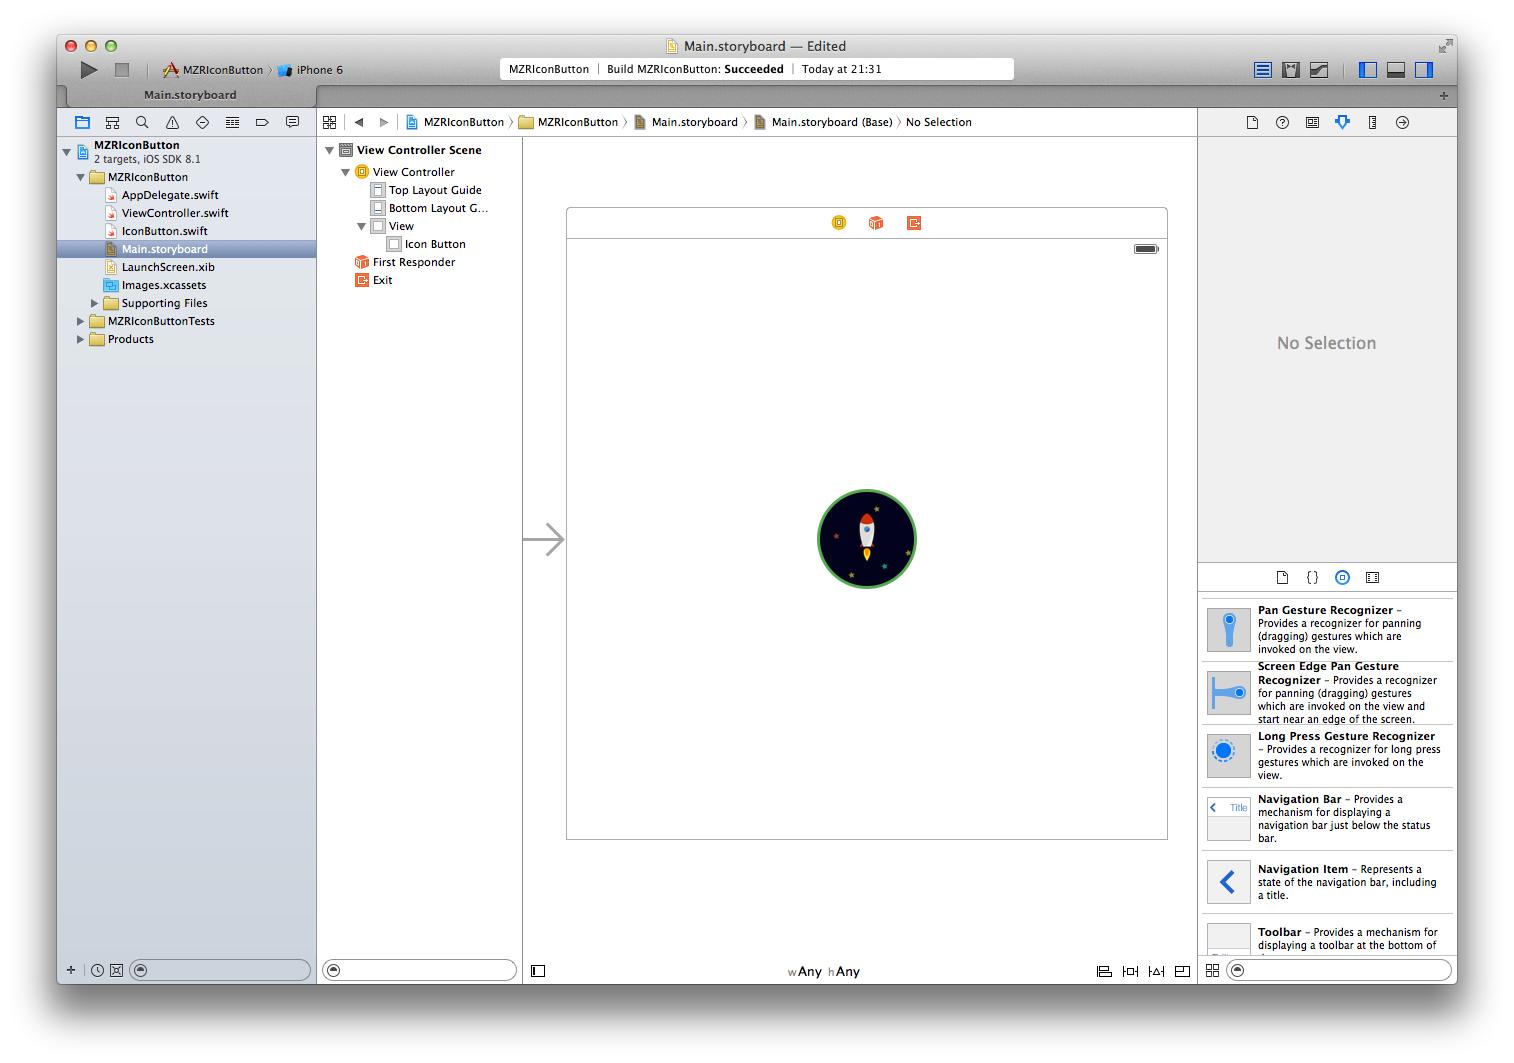 Main.storyboard — Edited
MZRIconButton iPhone 6
MZRIconButton | Build MZRIconButton: Succeeded | Today at 21:31
Main.storyboard
MZRIconButton MZRIconButton Main.storyboard Main.storyboard (Base) No Selection
MZRIconButton
2 targets, iOS SDK 8.1
MZRIconButton
AppDelegate.swift
ViewController.swift
IconButton.swift
Main.storyboard
LaunchScreen.xib
Images.xcassets
Supporting Files
MZRIconButtonTests
Products
View Controller Scene
View Controller
Top Layout Guide
Bottom Layout G...
View
Icon Button
First Responder
Exit
wAny hAny
No Selection
Pan Gesture Recognizer –
Provides a recognizer for panning
(dragging) gestures which are
invoked on the view.
Screen Edge Pan Gesture
Recognizer – Provides a recognizer
for panning (dragging) gestures
which are invoked on the view and
start near an edge of the screen.
Long Press Gesture Recognizer
– Provides a recognizer for long press
gestures which are invoked on the
view.
Title
Navigation Bar – Provides a
mechanism for displaying a
navigation bar just below the status
bar.
Navigation Item – Represents a
state of the navigation bar, including
a title.
Toolbar – Provides a mechanism for
displaying a toolbar at the bottom of